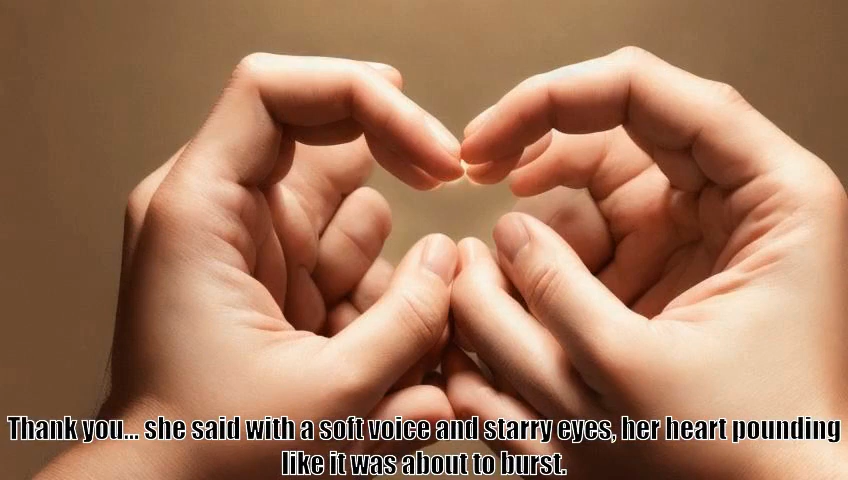 Thank you... she said with a soft voice and starry eyes, her heart pounding
like it was about to burst.